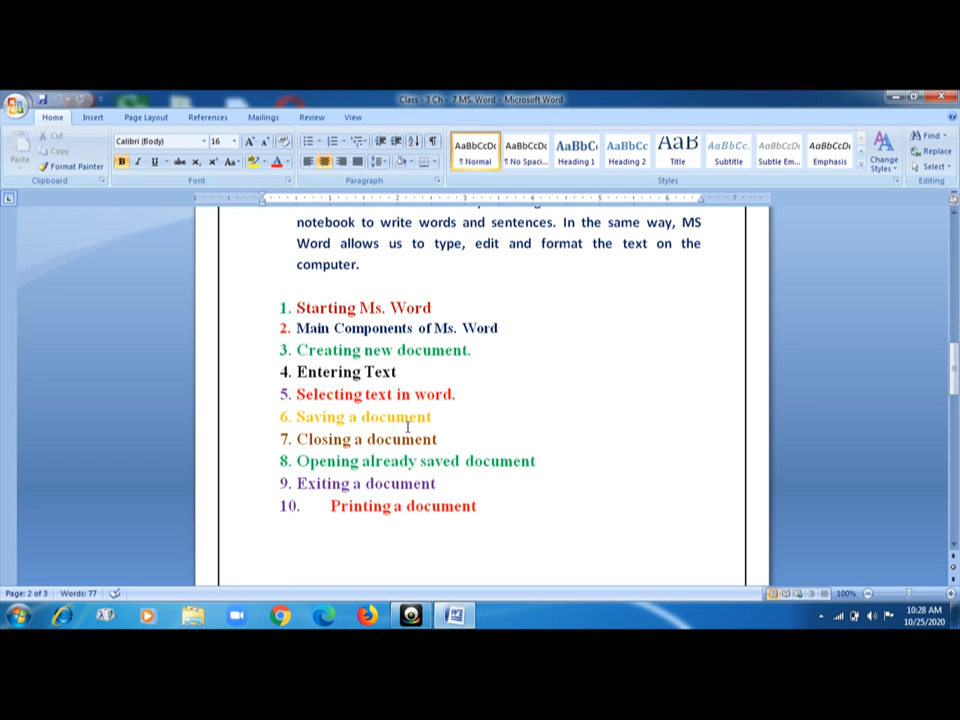 Class - 3 Ch - 7 MS. Word - Microsoft Word
Home Insert Page Layout References Mailings Review View
Cut
Copy
Paste
Format Painter
Clipboard
Calibri (Body) 16
Font
Paragraph
AaBbCcDc AaBbCcDc AaBbC AaBbCc AaB AaBbCc. AaBbCcDc AaBbCcDc
¶ Normal ¶ No Spaci... Heading 1 Heading 2 Title Subtitle Subtle Em... Emphasis
Change Styles
Styles
Find
Replace
Select
Editing
notebook to write words and sentences. In the same way, MS
Word allows us to type, edit and format the text on the
computer.
1. Starting Ms. Word
2. Main Components of Ms. Word
3. Creating new document.
4. Entering Text
5. Selecting text in word.
6. Saving a document
7. Closing a document
8. Opening already saved document
9. Exiting a document
10. Printing a document
Page: 2 of 3 Words: 77 100%
10:28 AM
10/25/2020